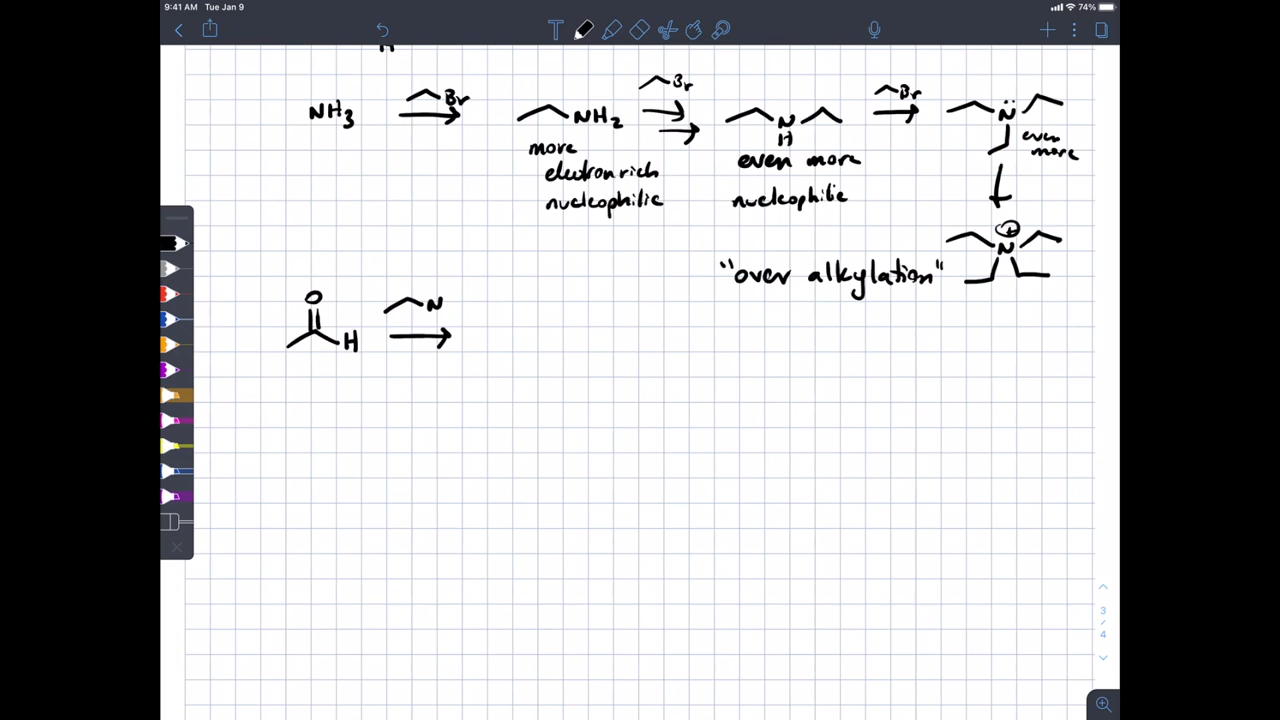 9:41 AM Tue Jan 9
74%
T
H
NH3
Br
NH2
Br
N
H
Br
N
more
electron rich
nucleophilic
even more
nucleophilic
even
more
+
N
"over alkylation"
O
H
N
3
/
4